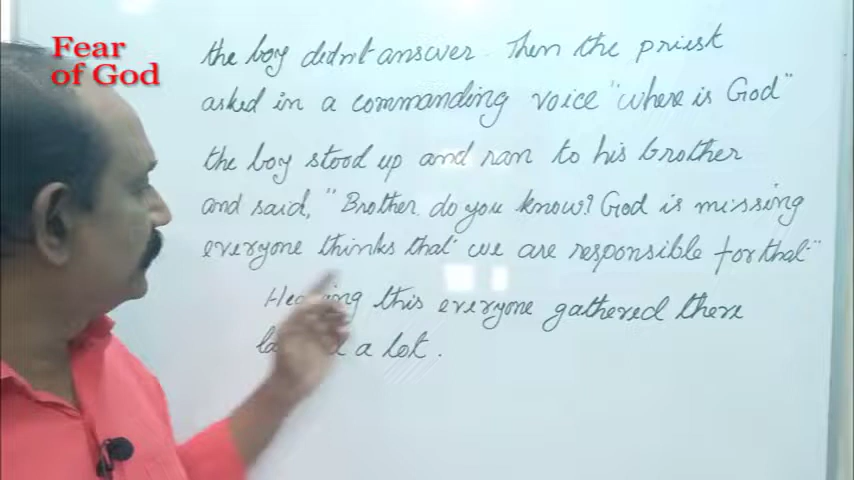 Fear
of God
the boy didn't answer. Then the priest
asked in a commanding voice "where is God"
the boy stood up and ran to his brother
and said, "Brother. do you know? God is missing
everyone thinks that we are responsible for that"
this everyone gathered there
a lot.